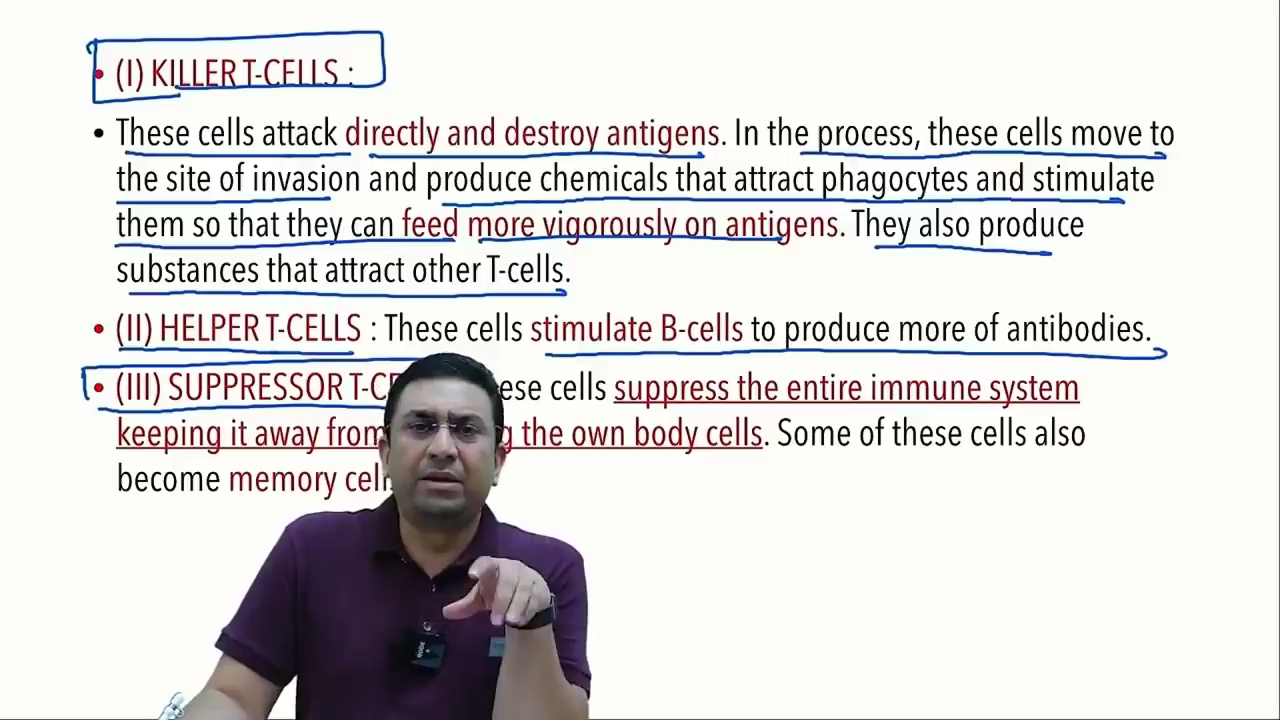 • (I) KILLER T-CELLS :
• These cells attack directly and destroy antigens. In the process, these cells move to
the site of invasion and produce chemicals that attract phagocytes and stimulate
them so that they can feed more vigorously on antigens. They also produce
substances that attract other T-cells.
• (II) HELPER T-CELLS : These cells stimulate B-cells to produce more of antibodies.
• (III) SUPPRESSOR cells suppress the entire immune system
keeping it away the own body cells. Some of these cells also
become memory
RODE